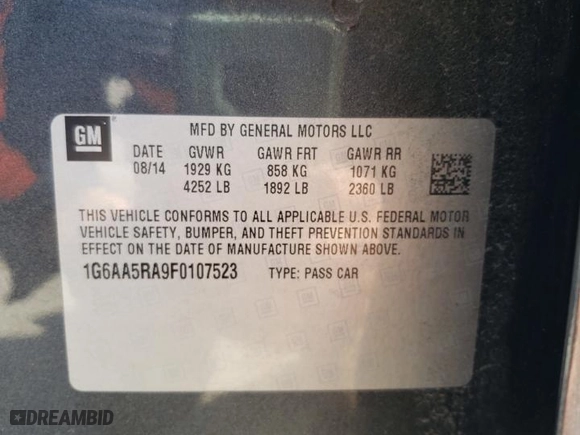 GM
MFD BY GENERAL MOTORS LLC
DATE GVWR GAWR FRT GAWR RR
08/14 1929 KG 858 KG 1071 KG
4252 LB 1892 LB 2360 LB
THIS VEHICLE CONFORMS TO ALL APPLICABLE U.S. FEDERAL MOTOR
VEHICLE SAFETY, BUMPER, AND THEFT PREVENTION STANDARDS IN
EFFECT ON THE DATE OF MANUFACTURE SHOWN ABOVE.
1G6AA5RA9F0107523 TYPE: PASS CAR
DREAMBID